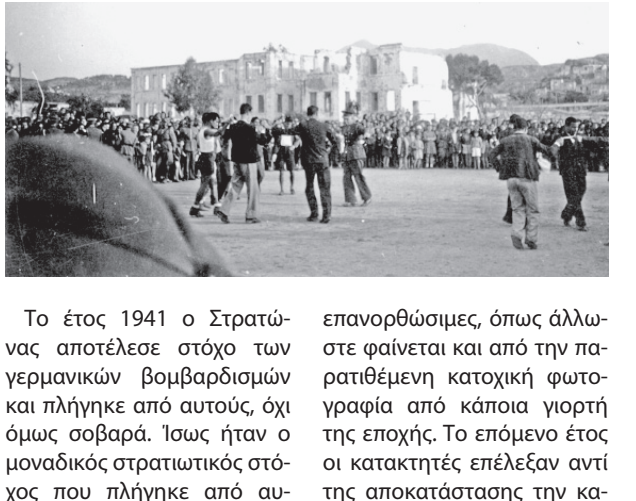 Το έτος 1941 ο Στρατώ-
νας αποτέλεσε στόχο των
γερμανικών βομβαρδισμών
και πλήγηκε από αυτούς, όχι
όμως σοβαρά. Ίσως ήταν ο
μοναδικός στρατιωτικός στό-
χος που πλήγηκε από αυ-
επανορθώσιμες, όπως άλλω-
στε φαίνεται και από την πα-
ρατιθέμενη κατοχική φωτο-
γραφία από κάποια γιορτή
της εποχής. Το επόμενο έτος
οι κατακτητές επέλεξαν αντί
της αποκατάστασης την κα-